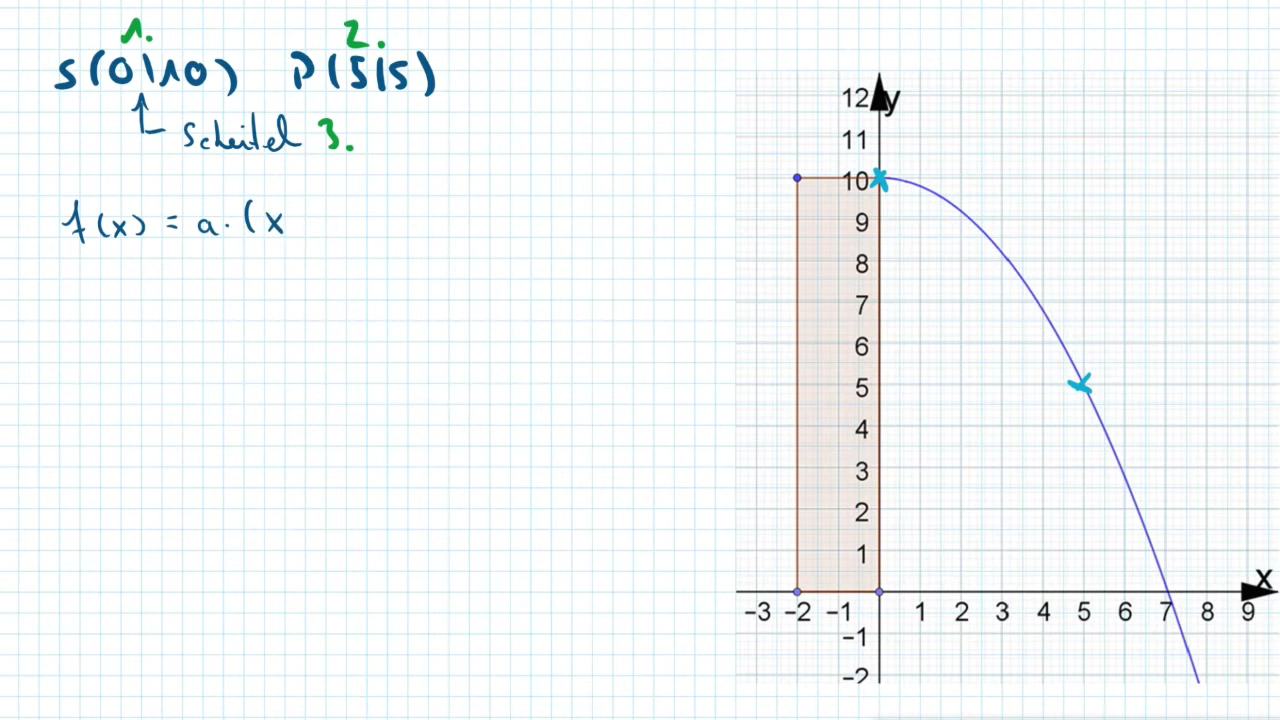 1. 2.
S(0|10) P(5|5)
Scheitel 3.
f(x) = a·(x
y
12
11
10
9
8
7
6
5
4
3
2
1
x
−3 −2 −1 1 2 3 4 5 6 7 8 9
−1
−2